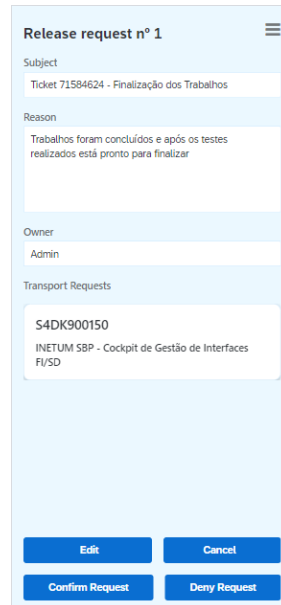 Release request nº 1
Subject
Ticket 71584624 - Finalização dos Trabalhos
Reason
Trabalhos foram concluídos e após os testes
realizados está pronto para finalizar
Owner
Admin
Transport Requests
S4DK900150
INETUM SBP - Cockpit de Gestão de Interfaces
FI/SD
Edit
Cancel
Confirm Request
Deny Request